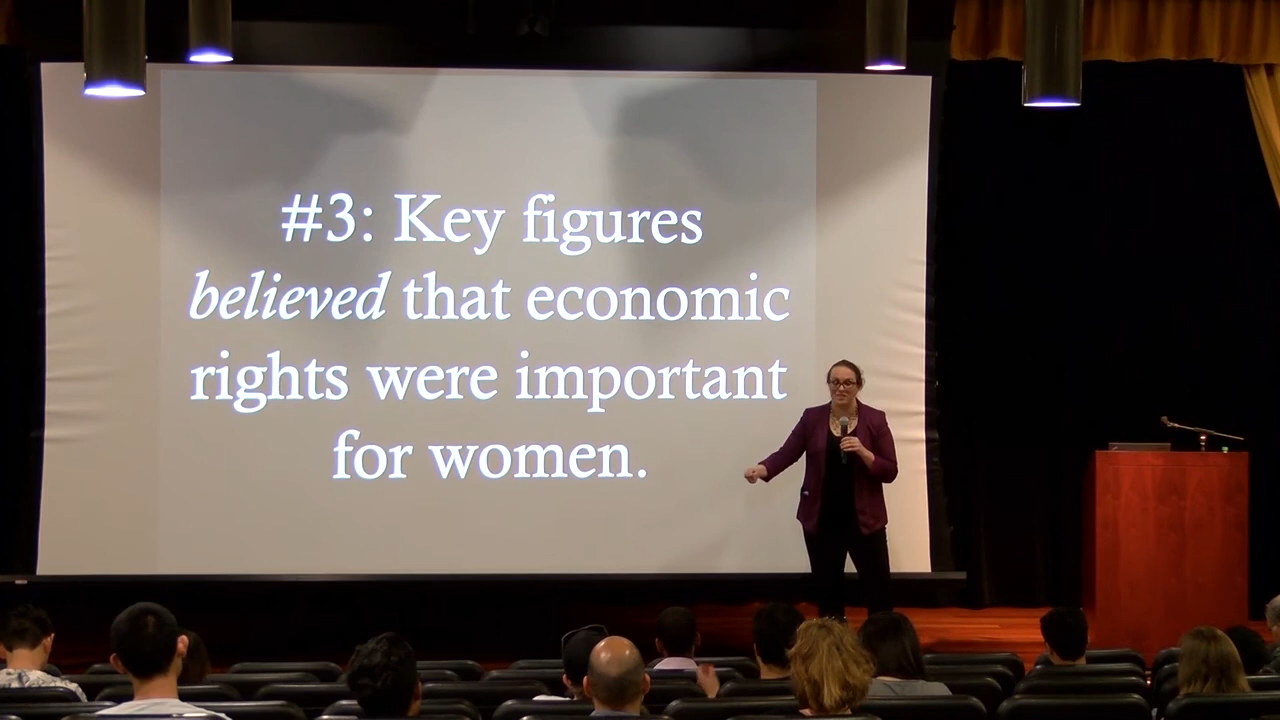 #3: Key figures
believed that economic
rights were important
for women.